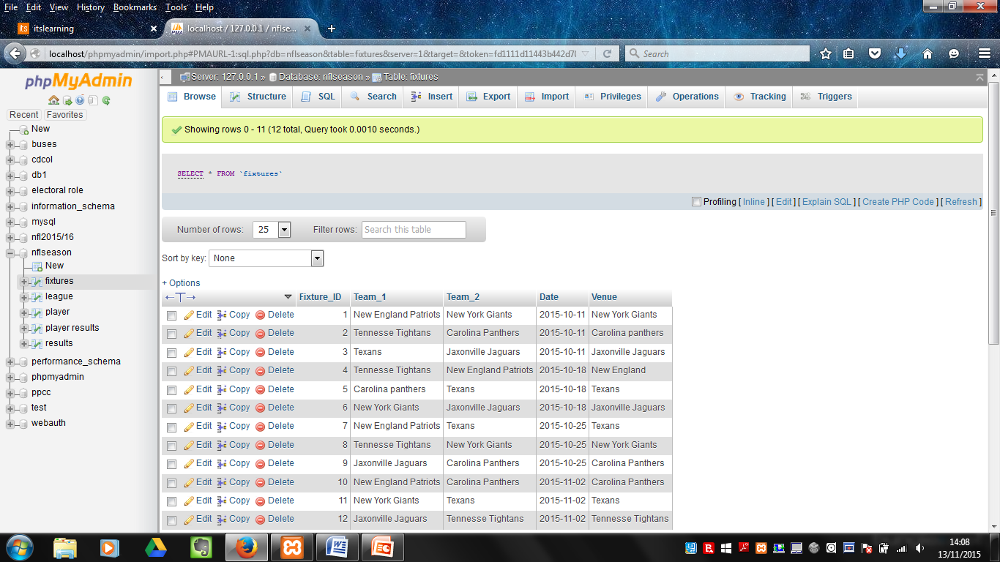 File Edit View History Bookmarks Tools Help
its itslearning × PMA localhost / 127.0.0.1 / nflse... × +
localhost/phpmyadmin/import.php#PMAURL-1:sql.php?db=nflseason&table=fixtures&server=1&target=&token=fd1111d11443b442d7 Search
phpMyAdmin
Recent Favorites
New
buses
cdcol
db1
electoral role
information_schema
mysql
nfl2015/16
nflseason
New
fixtures
league
player
player results
results
performance_schema
phpmyadmin
ppcc
test
webauth
Server: 127.0.0.1 » Database: nflseason » Table: fixtures
Browse Structure SQL Search Insert Export Import Privileges Operations Tracking Triggers
Showing rows 0 - 11 (12 total, Query took 0.0010 seconds.)
SELECT * FROM `fixtures`
Profiling [ Inline ] [ Edit ] [ Explain SQL ] [ Create PHP Code ] [ Refresh ]
Number of rows: 25 Filter rows: Search this table
Sort by key: None
+ Options
←T→ Fixture_ID Team_1 Team_2 Date Venue
Edit Copy Delete 1 New England Patriots New York Giants 2015-10-11 New York Giants
Edit Copy Delete 2 Tennesse Tightans Carolina Panthers 2015-10-11 Carolina panthers
Edit Copy Delete 3 Texans Jaxonville Jaguars 2015-10-11 Jaxonville Jaguars
Edit Copy Delete 4 Tennesse Tightans New England Patriots 2015-10-18 New England
Edit Copy Delete 5 Carolina panthers Texans 2015-10-18 Texans
Edit Copy Delete 6 New York Giants Jaxonville Jaguars 2015-10-18 Jaxonville Jaguars
Edit Copy Delete 7 New England Patriots Texans 2015-10-25 Texans
Edit Copy Delete 8 Tennesse Tightans New York Giants 2015-10-25 New York Giants
Edit Copy Delete 9 Jaxonville Jaguars Carolina Panthers 2015-10-25 Carolina Panthers
Edit Copy Delete 10 New England Patriots Carolina Panthers 2015-11-02 Carolina Panthers
Edit Copy Delete 11 New York Giants Texans 2015-11-02 Texans
Edit Copy Delete 12 Jaxonville Jaguars Tennesse Tightans 2015-11-02 Tennesse Tightans
14:08
13/11/2015